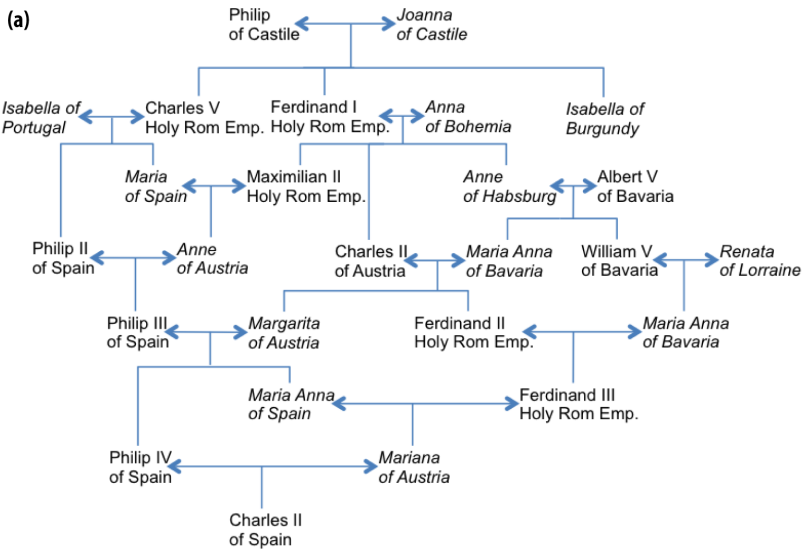 (a)
Philip
of Castile
Joanna
of Castile
Isabella of
Portugal
Charles V
Holy Rom Emp.
Ferdinand I
Holy Rom Emp.
Anna
of Bohemia
Isabella of
Burgundy
Maria
of Spain
Maximilian II
Holy Rom Emp.
Anne
of Habsburg
Albert V
of Bavaria
Philip II
of Spain
Anne
of Austria
Charles II
of Austria
Maria Anna
of Bavaria
William V
of Bavaria
Renata
of Lorraine
Philip III
of Spain
Margarita
of Austria
Ferdinand II
Holy Rom Emp.
Maria Anna
of Bavaria
Maria Anna
of Spain
Ferdinand III
Holy Rom Emp.
Philip IV
of Spain
Mariana
of Austria
Charles II
of Spain